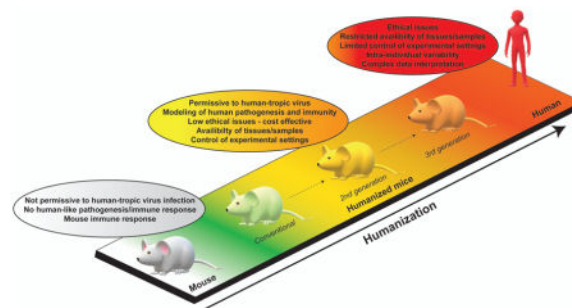 Ethical issues
Restricted availibity of tissues/samples
Limited control of experimental settings
Intra-individual variability
Complex data interpretation
Permissive to human-tropic virus
Modeling of human pathogenesis and immunity
Low ethical issues - cost effective
Availibity of tissues/samples
Control of experimental settings
Not permissive to human-tropic virus infection
No human-like pathogenesis/immune response
Mouse immune response
Mouse
Conventional
2nd generation
3rd generation
Humanized mice
Human
Humanization